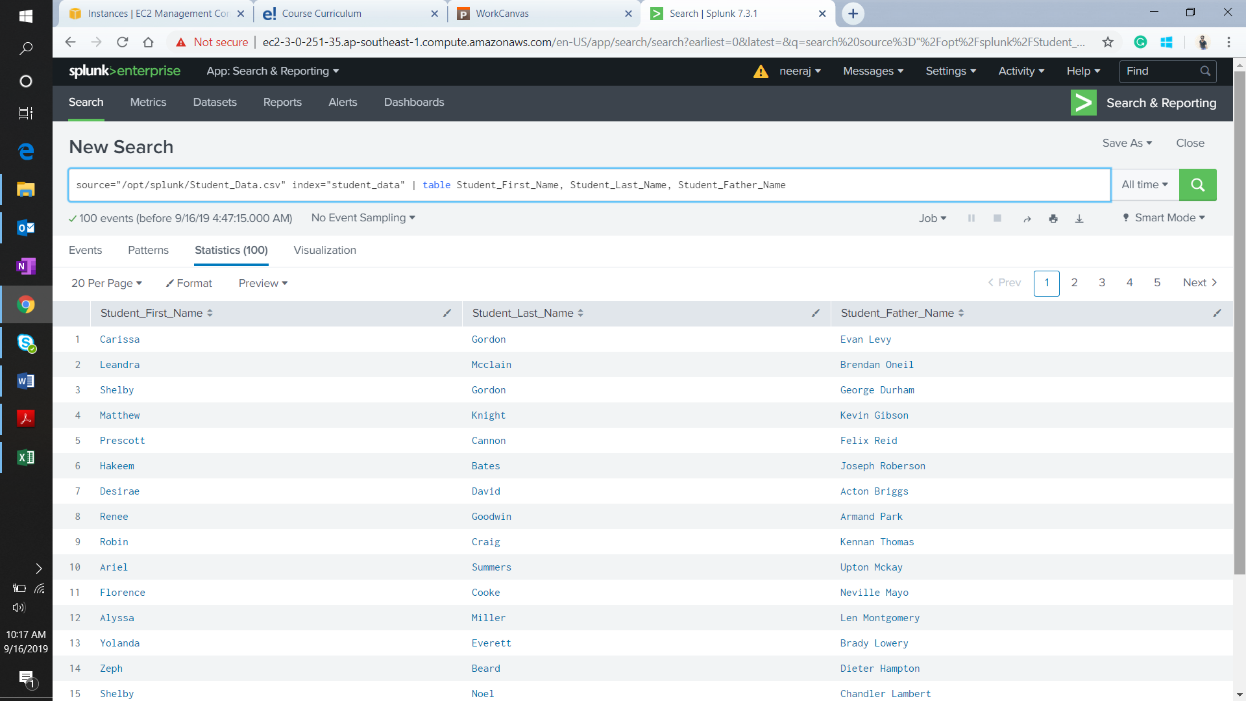 Instances | EC2 Management Con
Course Curriculum
WorkCanvas
Search | Splunk 7.3.1
Not secure | ec2-3-0-251-35.ap-southeast-1.compute.amazonaws.com/en-US/app/search/search?earliest=0&latest=&q=search%20source%3D"%2Fopt%2Fsplunk%2FStudent_...
splunk>enterprise App: Search & Reporting neeraj Messages Settings Activity Help Find
Search Metrics Datasets Reports Alerts Dashboards Search & Reporting
New Search Save As Close
source="/opt/splunk/Student_Data.csv" index="student_data" | table Student_First_Name, Student_Last_Name, Student_Father_Name All time
100 events (before 9/16/19 4:47:15.000 AM) No Event Sampling Job Smart Mode
Events Patterns Statistics (100) Visualization
20 Per Page Format Preview < Prev 1 2 3 4 5 Next >
Student_First_Name Student_Last_Name Student_Father_Name
1 Carissa Gordon Evan Levy
2 Leandra Mcclain Brendan Oneil
3 Shelby Gordon George Durham
4 Matthew Knight Kevin Gibson
5 Prescott Cannon Felix Reid
6 Hakeem Bates Joseph Roberson
7 Desirae David Acton Briggs
8 Renee Goodwin Armand Park
9 Robin Craig Kennan Thomas
10 Ariel Summers Upton Mckay
11 Florence Cooke Neville Mayo
12 Alyssa Miller Len Montgomery
13 Yolanda Everett Brady Lowery
14 Zeph Beard Dieter Hampton
15 Shelby Noel Chandler Lambert
10:17 AM
9/16/2019
1